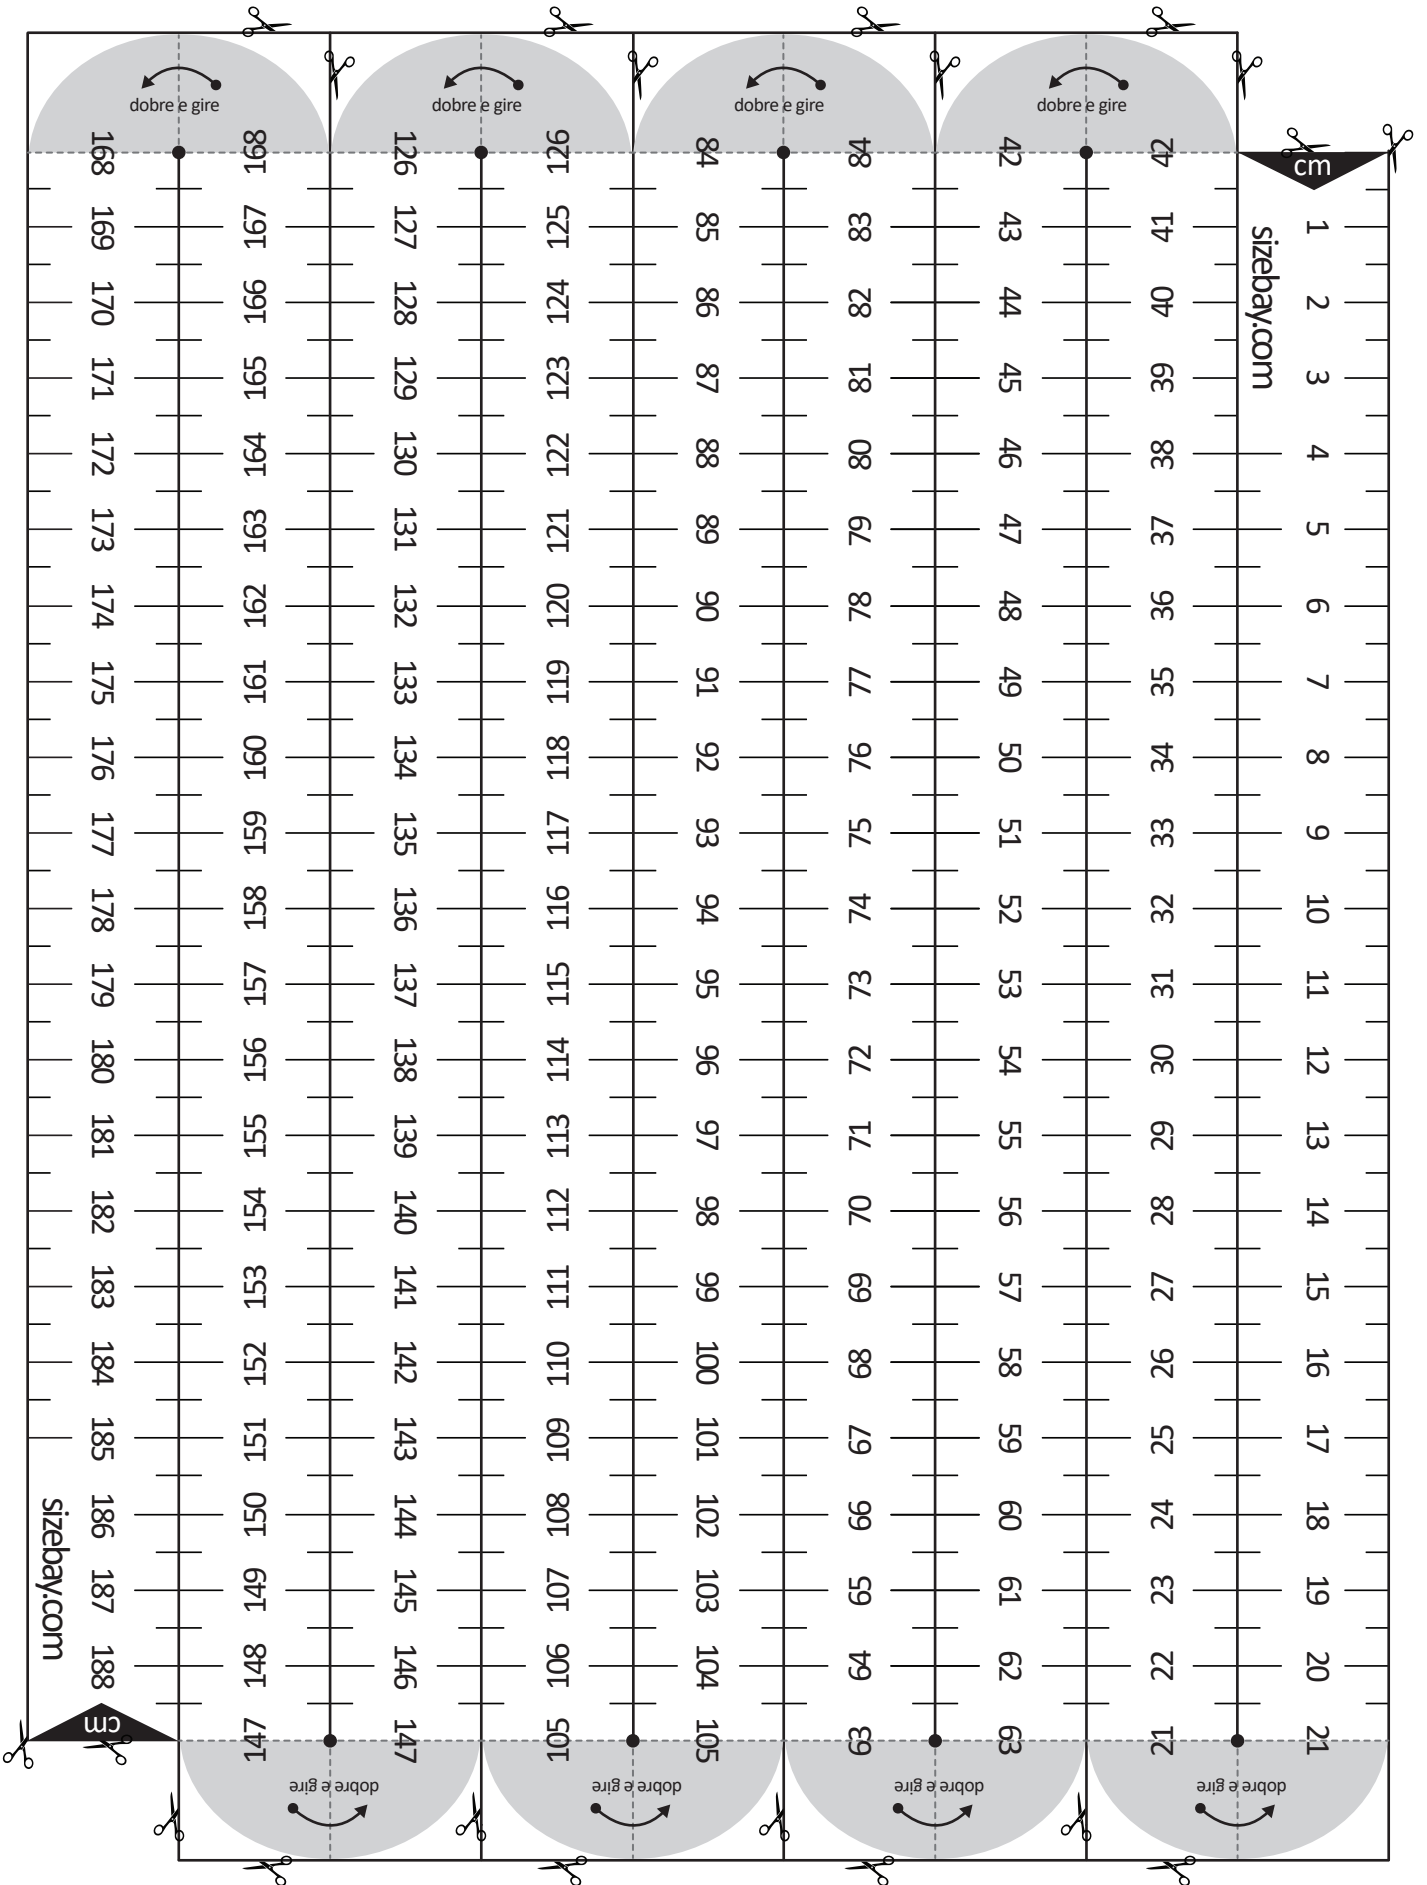 dobre e gire
dobre e gire
dobre e gire
dobre e gire
cm
sizebay.com
1 2 3 4 5 6 7 8 9 10 11 12 13 14 15 16 17 18 19 20 21
21 22 23 24 25 26 27 28 29 30 31 32 33 34 35 36 37 38 39 40 41 42
42 43 44 45 46 47 48 49 50 51 52 53 54 55 56 57 58 59 60 61 62 63
63 64 65 66 67 68 69 70 71 72 73 74 75 76 77 78 79 80 81 82 83 84
84 85 86 87 88 89 90 91 92 93 94 95 96 97 98 99 100 101 102 103 104 105
105 106 107 108 109 110 111 112 113 114 115 116 117 118 119 120 121 122 123 124 125 126
126 127 128 129 130 131 132 133 134 135 136 137 138 139 140 141 142 143 144 145 146 147
147 148 149 150 151 152 153 154 155 156 157 158 159 160 161 162 163 164 165 166 167 168
168 169 170 171 172 173 174 175 176 177 178 179 180 181 182 183 184 185 186 187 188
sizebay.com
cm
dobre e gire
dobre e gire
dobre e gire
dobre e gire